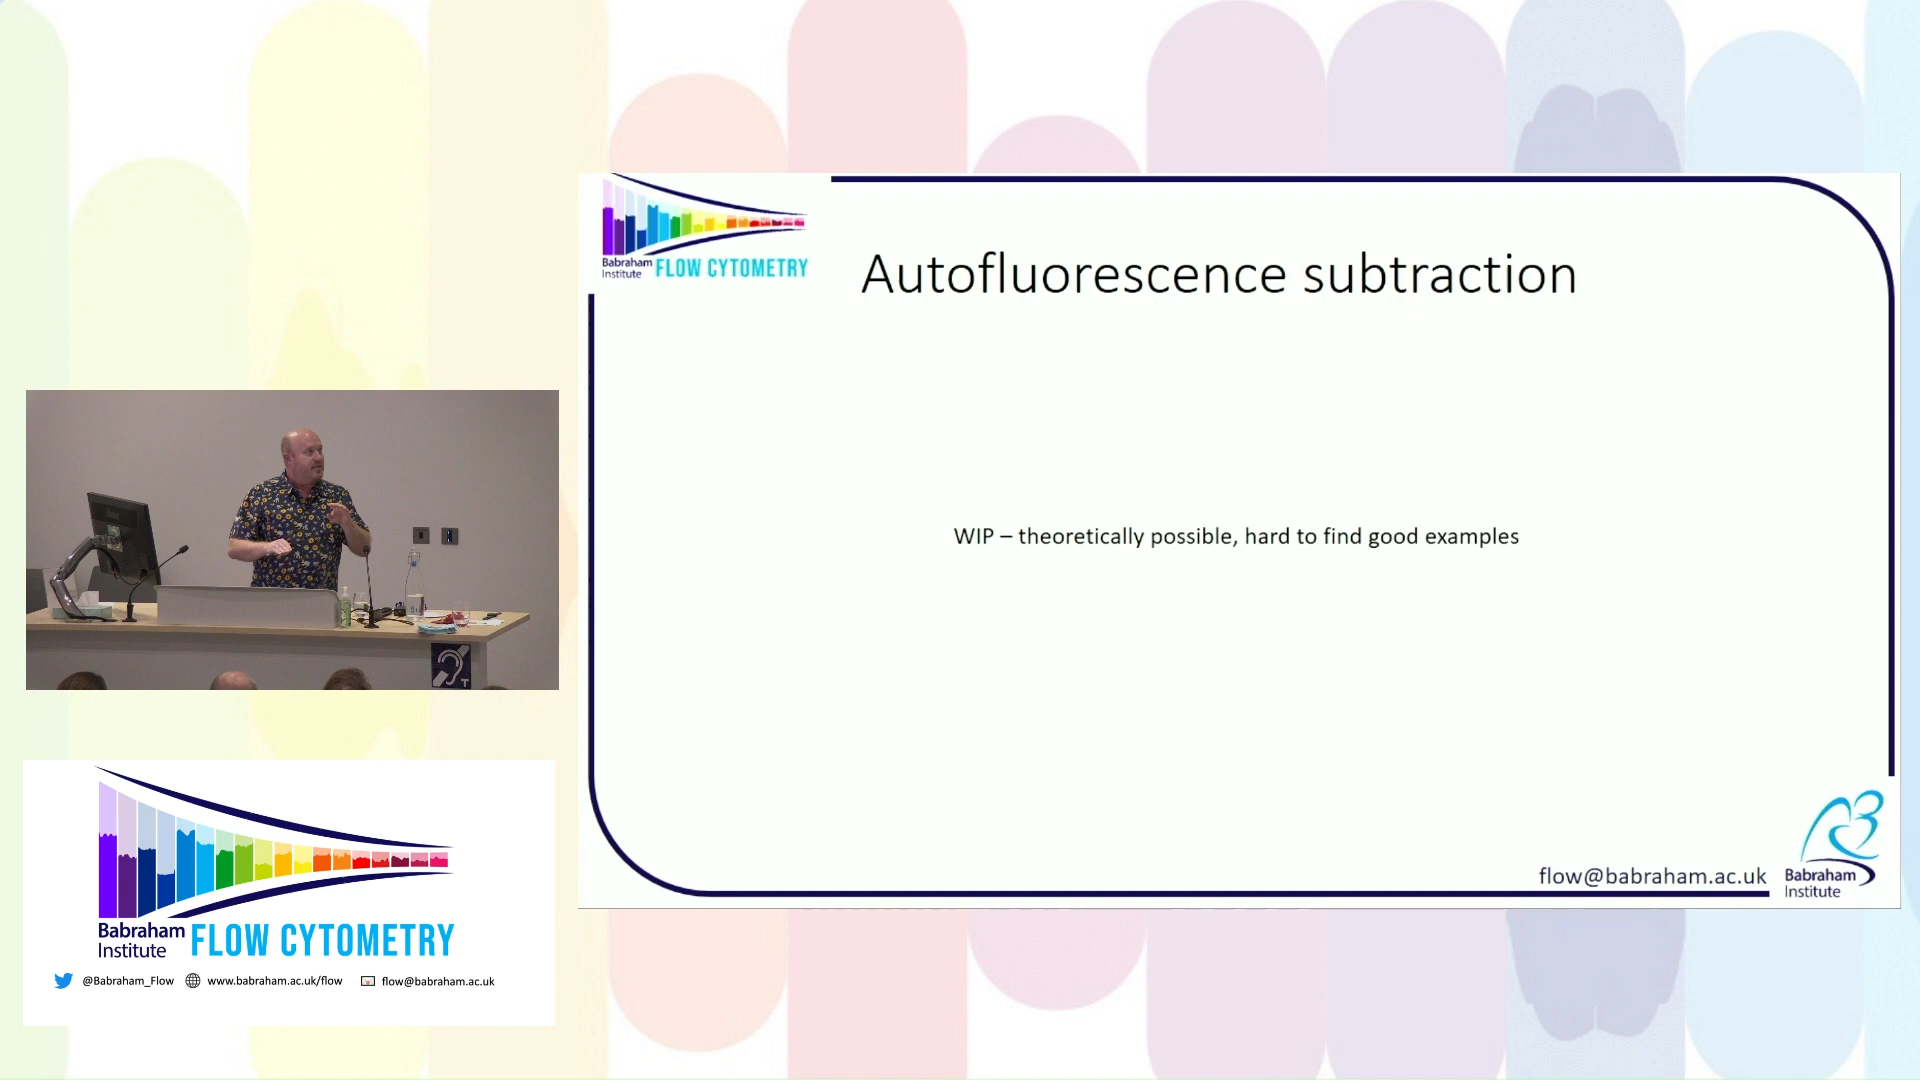 Babraham
Institute
FLOW CYTOMETRY
Autofluorescence subtraction
WIP – theoretically possible, hard to find good examples
flow@babraham.ac.uk
Babraham
Institute
T
Babraham
Institute
FLOW CYTOMETRY
@Babraham_Flow
www.babraham.ac.uk/flow
flow@babraham.ac.uk